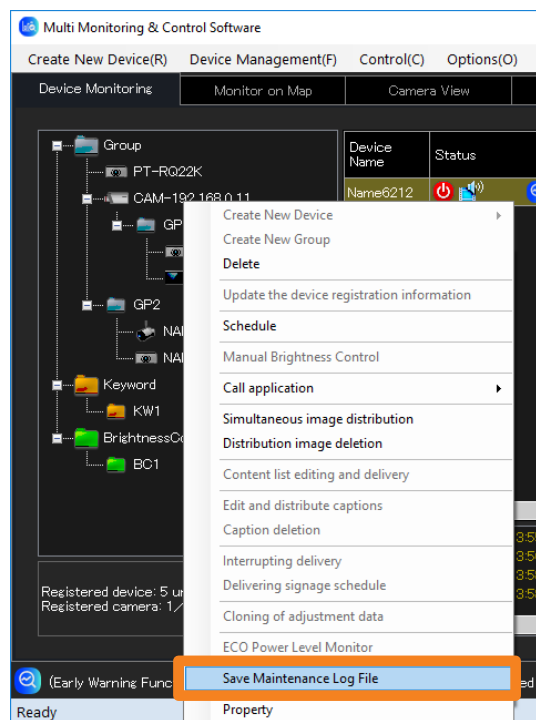 Multi Monitoring & Control Software
Create New Device(R) Device Management(F) Control(C) Options(O)
Device Monitoring Monitor on Map Camera View
Group
PT-RQ22K
CAM-192.168.0.11
GP2
Keyword
KW1
BC1
Device Name Status
Name6212
Create New Device
Create New Group
Delete
Update the device registration information
Schedule
Manual Brightness Control
Call application
Simultaneous image distribution
Distribution image deletion
Content list editing and delivery
Edit and distribute captions
Caption deletion
Interrupting delivery
Delivering signage schedule
Cloning of adjustment data
ECO Power Level Monitor
Save Maintenance Log File
Property
Registered device: 5
Registered camera: 1/
(Early Warning Func
Ready